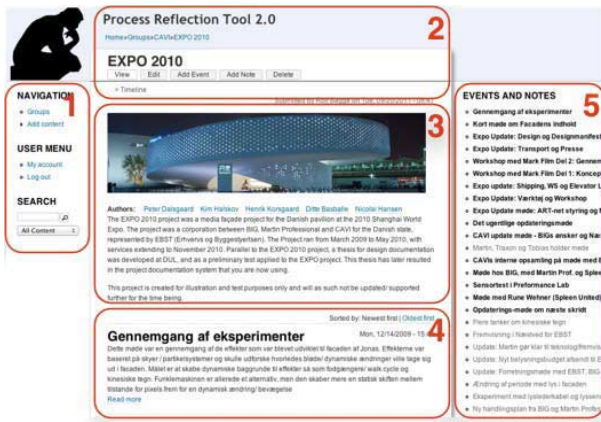 Process Reflection Tool 2.0
Home»Groups»CAVI»EXPO 2010
EXPO 2010
View Edit Add Event Add Note Delete
» Timeline
Submitted by Rolf Bagge on Tue, 09/20/2011 -
2
NAVIGATION
1
Groups
Add content
USER MENU
My account
Log out
SEARCH
All Content
3
Authors: Peter Dalsgaard Kim Halskov Henrik Korsgaard Ditte Basballe Nicolai Hansen
The EXPO 2010 project was a media façade project for the Danish pavilion at the 2010 Shanghai World
Expo. The project was a corporation between BIG, Martin Professional and CAVI for the Danish state,
represented by EBST (Erhvervs og Byggestyrelsen). The Project ran from March 2009 to May 2010, with
services extending to November 2010. Parallel to the EXPO 2010 project, a thesis for design documentation
was developed at DUL, and as a preliminary test applied to the EXPO project. This thesis has later resulted
in the project documentation system that you are now using.
This project is created for illustration and test purposes only and will as such not be updated/ supported
further for the time being.
Sorted by: Newest first | Oldest first
Gennemgang af eksperimenter
Mon, 12/14/2009 - 15:
4
Dette møde var en gennemgang af de effekter som var blevet udviklet til facaden af Jonas. Effekterne var
baseret på skyer / partikelsystemer og skulle udforske hvorledes bløde/ dynamiske ændringer ville tage sig
ud i facaden. Målet er at skabe dynamiske baggrunde til effekter så som fodgængere/ walk cycle og
kinesiske tegn. Funklemaskinen er allerede et alternativ, men den skaber mere en statisk skiften mellem
tilstande for pixels frem for en dynamisk ændring/ bevægelse
Read more
EVENTS AND NOTES
5
Gennemgang af eksperimenter
Kort møde om Facadens indhold
Expo Update: Design og Designmanifest
Expo Update: Transport og Presse
Workshop med Mark Film Del 2: Gennem
Workshop med Mark Film Del 1: Koncep
Expo update: Shipping, WS og Elevator L
Expo Update: Værktøj og Workshop
Expo Update møde: ART-net styring og
Det ugentlige opdateringsmøde
CAVI update møde - BIGs ansker og Næ
Martin, Traxon og Tobias holder møde
CAVIs interne opsamling på møde med
Møde hos BIG, med Martin Prof. og Splee
Sensortest i Preformance Lab
Møde med Rune Wehner (Spleen United)
Opdaterings-møde om næste skridt
Flere tanker om kinesiske tegn
Fremvisning i Næstved for EBST
Update: Martin gør klar til teknologifremvis
Update: Nyt belysningsbudget afsendt til E
Update: Forretningsmøde med EBST, BIG
Ændring af periode med lys i facaden
Eksperiment med lyslederkabel og lyssens
Ny handlingsplan fra BIG og Martin Profes